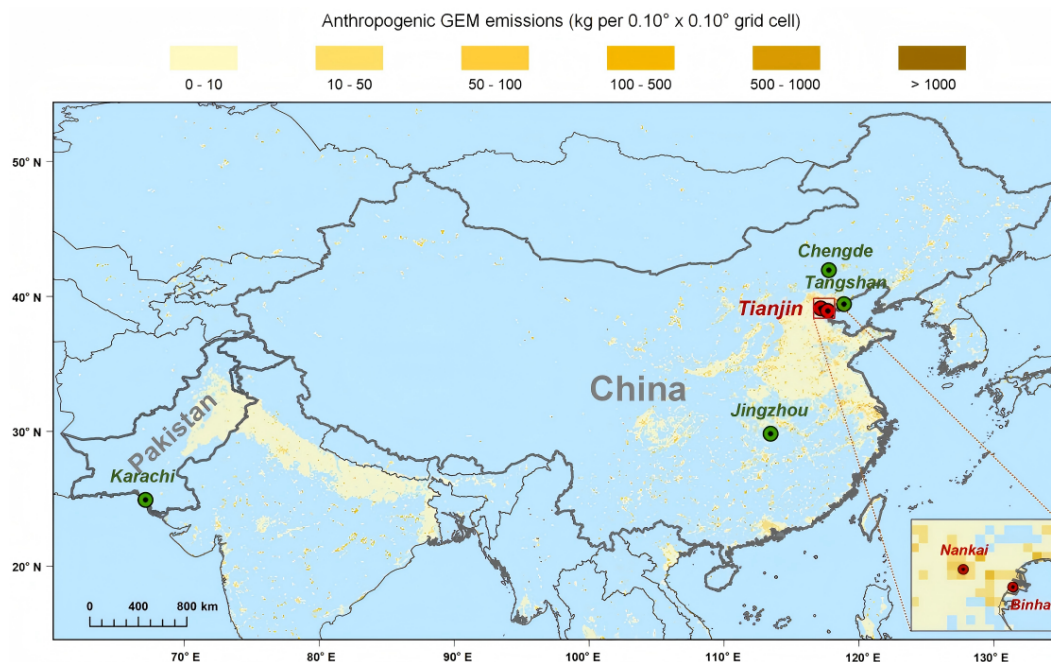 Anthropogenic GEM emissions (kg per 0.10° x 0.10° grid cell)
0 - 10
10 - 50
50 - 100
100 - 500
500 - 1000
> 1000
50° N
40° N
30° N
20° N
Chengde
Tangshan
Tianjin
China
Jingzhou
Pakistan
Karachi
Nankai
Binha
0 400 800 km
70° E 80° E 90° E 100° E 110° E 120° E 130° E